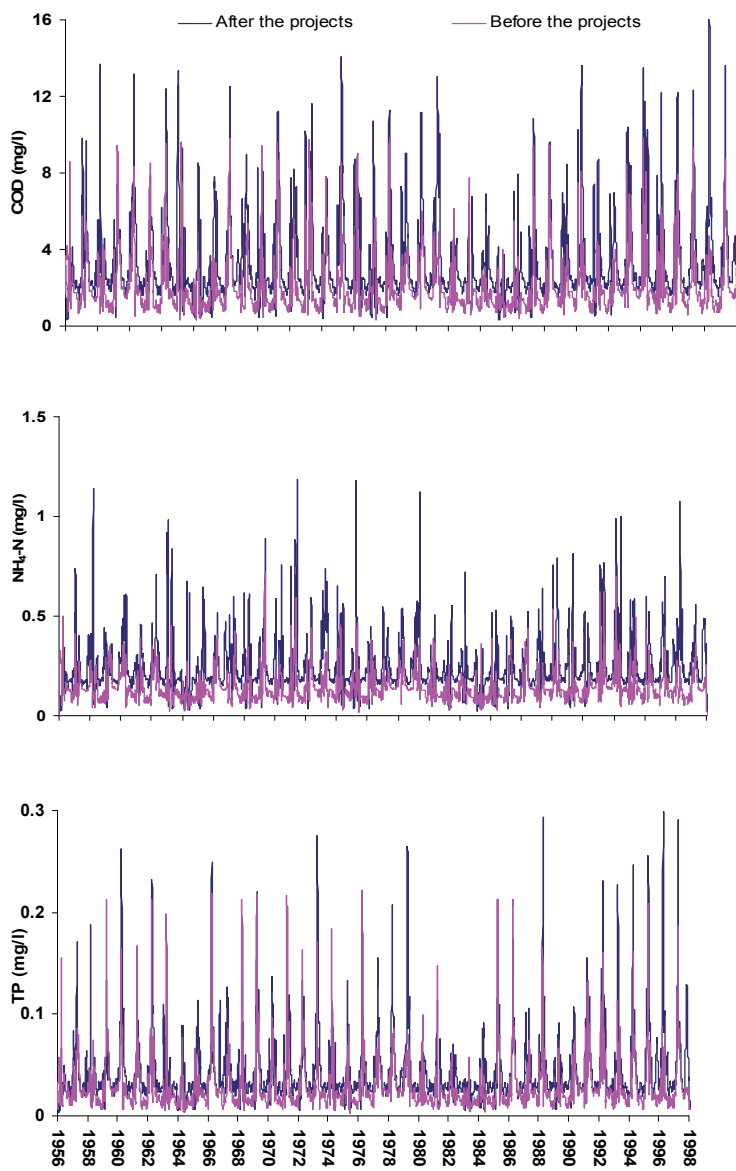 After the projects Before the projects
COD (mg/l)
16
12
8
4
0
NH₄-N (mg/l)
1.5
1
0.5
0
TP (mg/l)
0.3
0.2
0.1
0
1956 1958 1960 1962 1964 1966 1968 1970 1972 1974 1976 1978 1980 1982 1984 1986 1988 1990 1992 1994 1996 1998